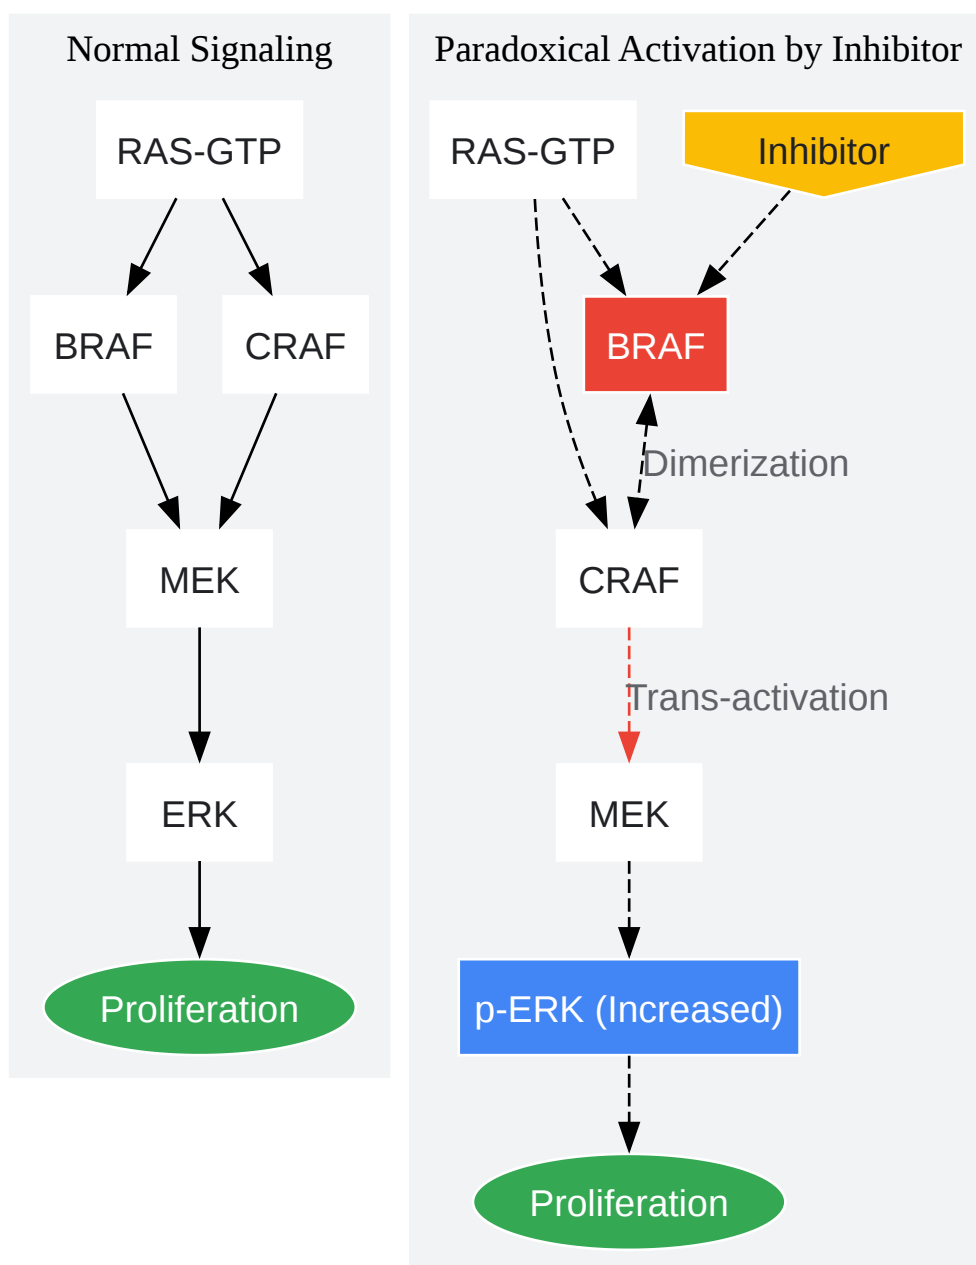 Normal Signaling
RAS-GTP
BRAF
CRAF
MEK
ERK
Proliferation
Paradoxical Activation by Inhibitor
RAS-GTP
Inhibitor
BRAF
Dimerization
CRAF
Trans-activation
MEK
p-ERK (Increased)
Proliferation